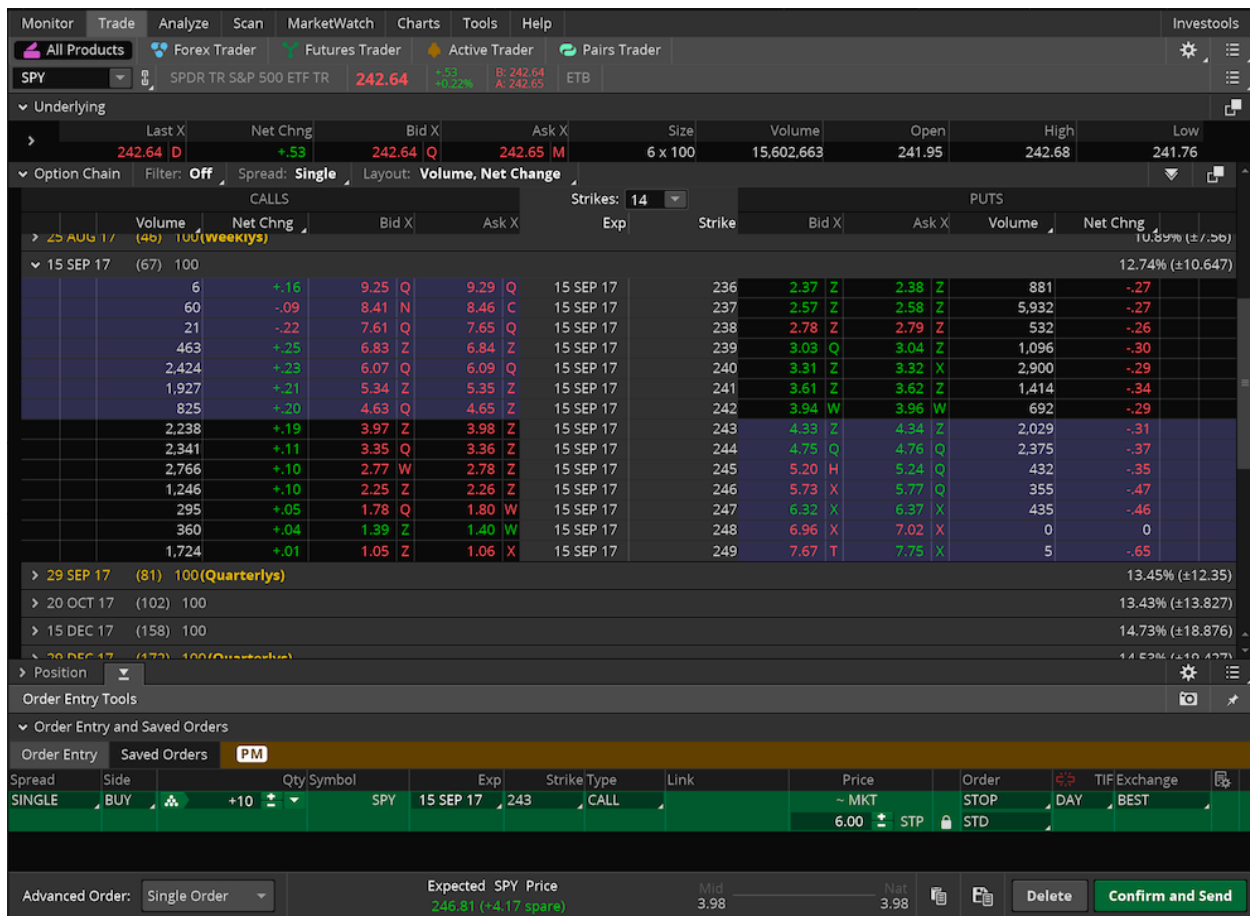 Monitor Trade Analyze Scan MarketWatch Charts Tools Help Investools
All Products Forex Trader Futures Trader Active Trader Pairs Trader
SPY SPDR TR S&P 500 ETF TR 242.64 +.53 +0.22% B: 242.64 A: 242.65 ETB
Underlying
Last X Net Chng Bid X Ask X Size Volume Open High Low
242.64 D +.53 242.64 Q 242.65 M 6 x 100 15,602,663 241.95 242.68 241.76
Option Chain Filter: Off Spread: Single Layout: Volume, Net Change
CALLS Strikes: 14 PUTS
Volume Net Chng Bid X Ask X Exp Strike Bid X Ask X Volume Net Chng
25 AUG 17 (46) 100 (Weeklys) 10.89% (±7.56)
15 SEP 17 (67) 100 12.74% (±10.647)
6 +.16 9.25 Q 9.29 Q 15 SEP 17 236 2.37 Z 2.38 Z 881 -.27
60 -.09 8.41 N 8.46 C 15 SEP 17 237 2.57 Z 2.58 Z 5,932 -.27
21 -.22 7.61 Q 7.65 Q 15 SEP 17 238 2.78 Z 2.79 Z 532 -.26
463 +.25 6.83 Z 6.84 Z 15 SEP 17 239 3.03 Q 3.04 Z 1,096 -.30
2,424 +.23 6.07 Q 6.09 Q 15 SEP 17 240 3.31 Z 3.32 X 2,900 -.29
1,927 +.21 5.34 Z 5.35 Z 15 SEP 17 241 3.61 Z 3.62 Z 1,414 -.34
825 +.20 4.63 Q 4.65 Z 15 SEP 17 242 3.94 W 3.96 W 692 -.29
2,238 +.19 3.97 Z 3.98 Z 15 SEP 17 243 4.33 Z 4.34 Z 2,029 -.31
2,341 +.11 3.35 Q 3.36 Z 15 SEP 17 244 4.75 Q 4.76 Q 2,375 -.37
2,766 +.10 2.77 W 2.78 Z 15 SEP 17 245 5.20 H 5.24 Q 432 -.35
1,246 +.10 2.25 Z 2.26 Z 15 SEP 17 246 5.73 X 5.77 Q 355 -.47
295 +.05 1.78 Q 1.80 W 15 SEP 17 247 6.32 X 6.37 X 435 -.46
360 +.04 1.39 Z 1.40 W 15 SEP 17 248 6.96 X 7.02 X 0 0
1,724 +.01 1.05 Z 1.06 X 15 SEP 17 249 7.67 T 7.75 X 5 -.65
29 SEP 17 (81) 100 (Quarterlys) 13.45% (±12.35)
20 OCT 17 (102) 100 13.43% (±13.827)
15 DEC 17 (158) 100 14.73% (±18.876)
29 DEC 17 (172) 100 (Quarterlys) 14.53% (±19.427)
Position
Order Entry Tools
Order Entry and Saved Orders
Order Entry Saved Orders PM
Spread Side Qty Symbol Exp Strike Type Link Price Order TIF Exchange
SINGLE BUY +10 SPY 15 SEP 17 243 CALL ~ MKT STOP DAY BEST
6.00 STP STD
Advanced Order: Single Order Expected SPY Price 246.81 (+4.17 spare) Mid 3.98 Nat 3.98 Delete Confirm and Send